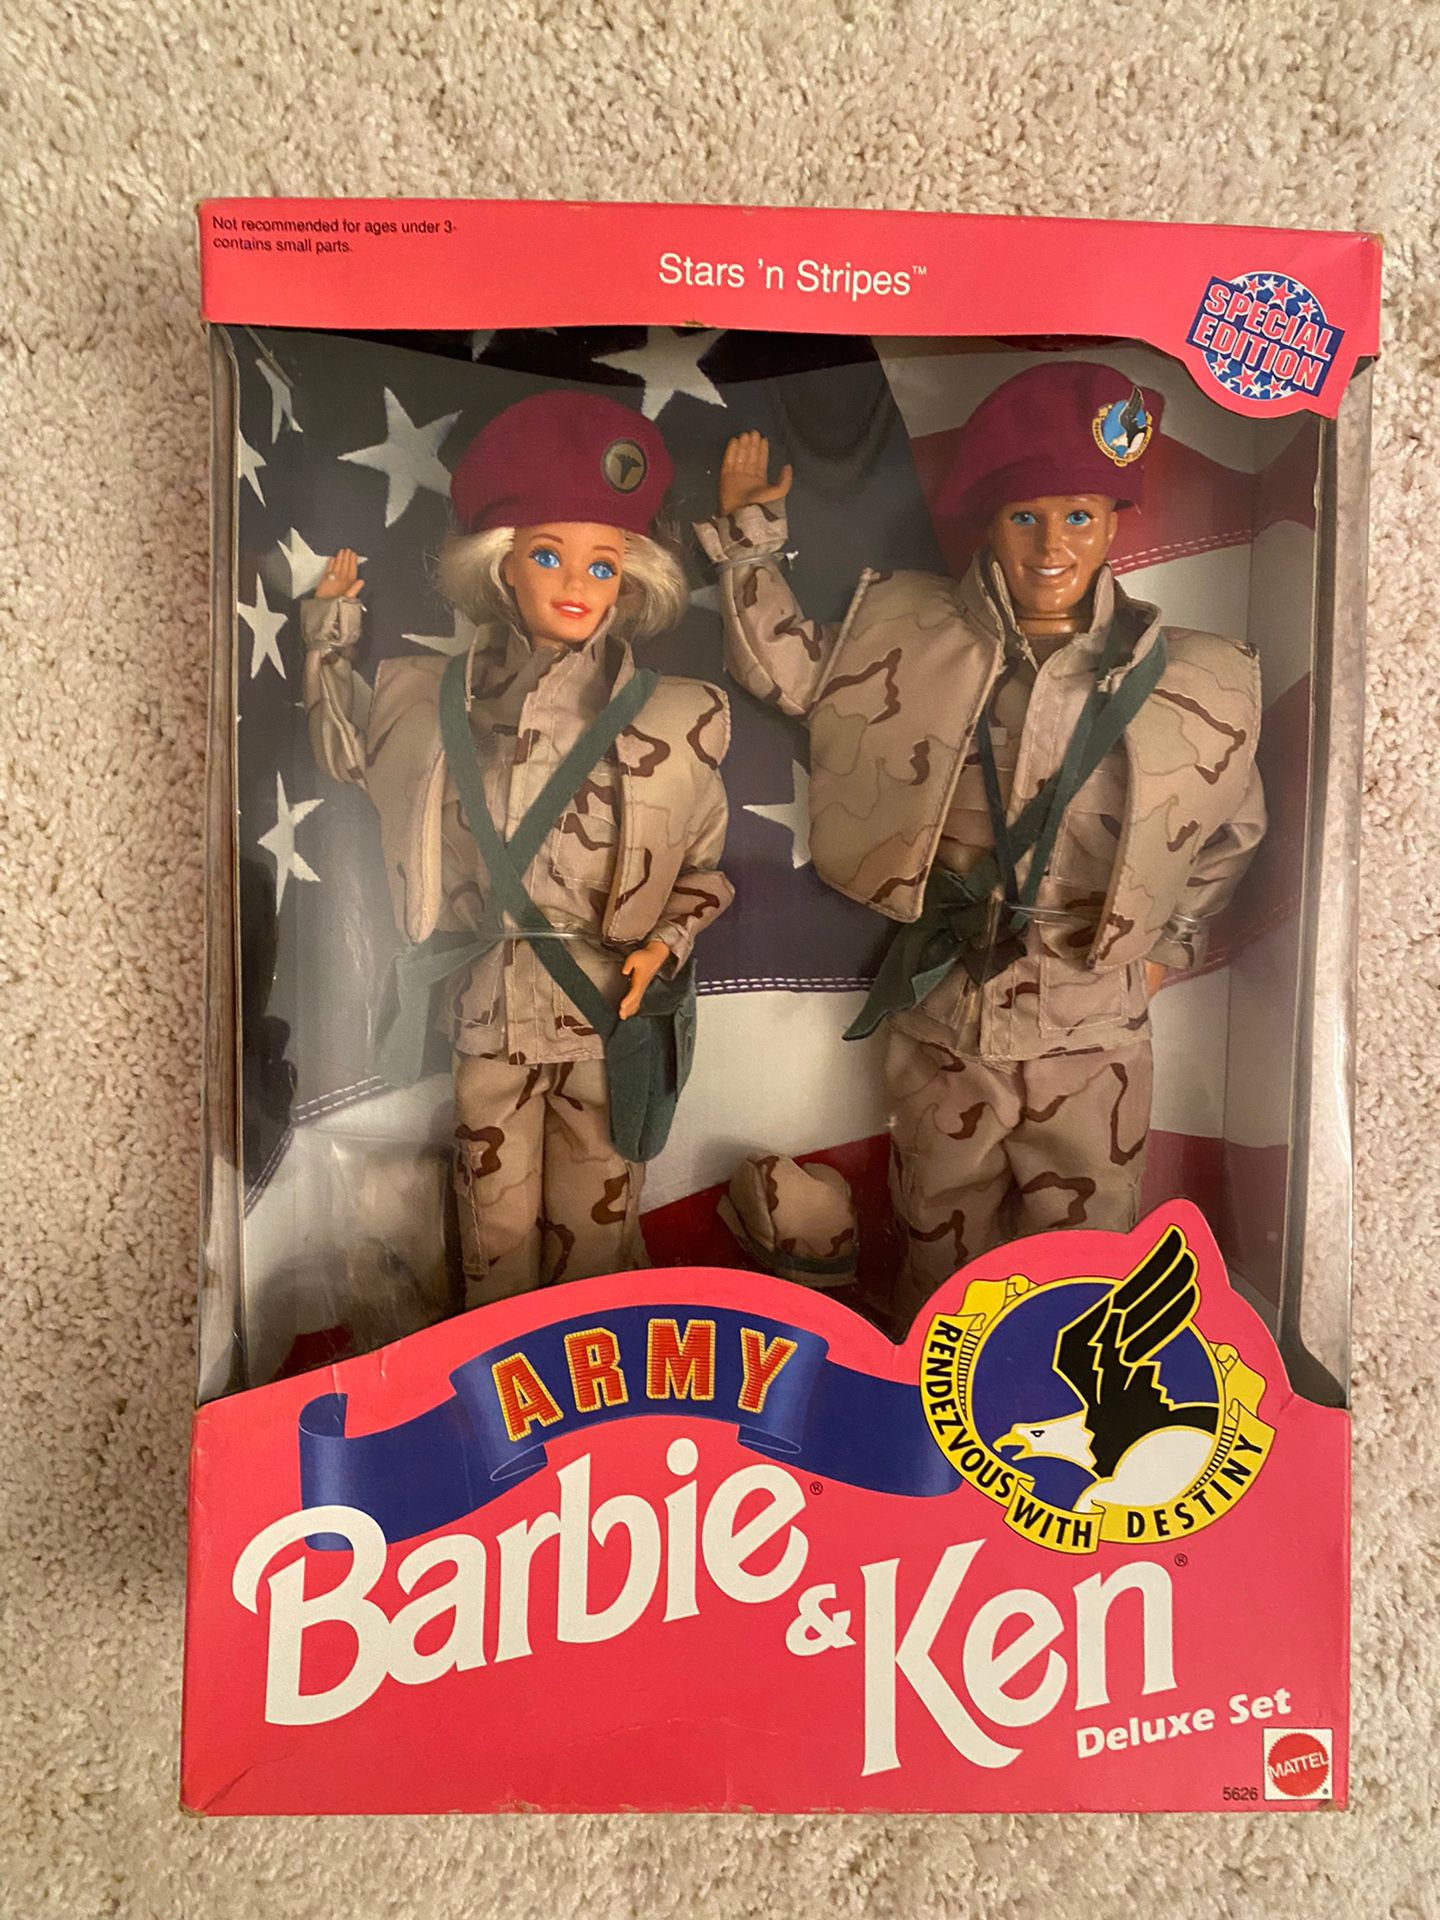 Not recommended for ages under 3-
contains small parts.
Stars 'n Stripes™
SPECIAL
EDITION
ARMY
RENDEZVOUS WITH DESTINY
Barbie®
& Ken®
Deluxe Set
5626
MATTEL®